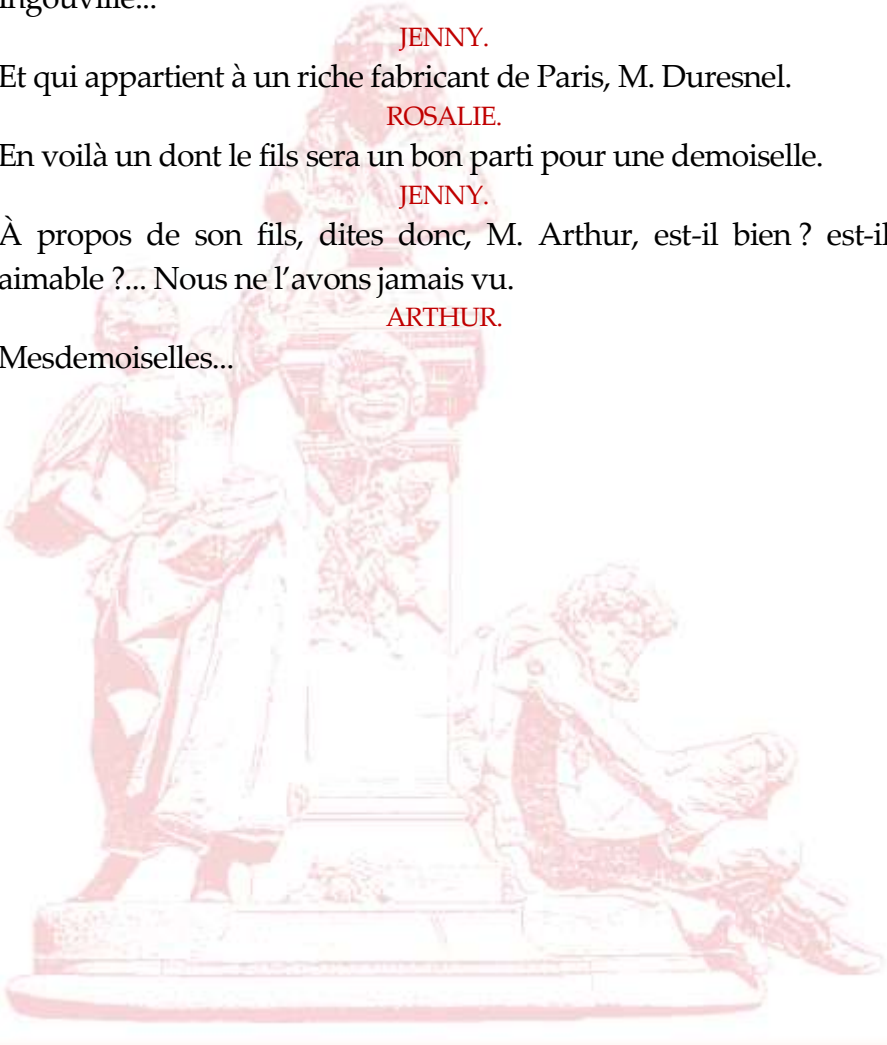 Ingouville...
JENNY.
Et qui appartient à un riche fabricant de Paris, M. Duresnel.
ROSALIE.
En voilà un dont le fils sera un bon parti pour une demoiselle.
JENNY.
À propos de son fils, dites donc, M. Arthur, est-il bien ? est-il
aimable ?... Nous ne l’avons jamais vu.
ARTHUR.
Mesdemoiselles...